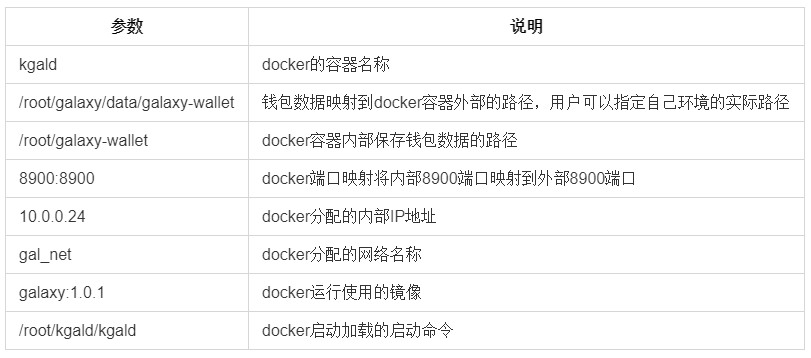 参数 说明
kgald docker的容器名称
/root/galaxy/data/galaxy-wallet 钱包数据映射到docker容器外部的路径，用户可以指定自己环境的实际路径
/root/galaxy-wallet docker容器内部保存钱包数据的路径
8900:8900 docker端口映射将内部8900端口映射到外部8900端口
10.0.0.24 docker分配的内部IP地址
gal_net docker分配的网络名称
galaxy:1.0.1 docker运行使用的镜像
/root/kgald/kgald docker启动加载的启动命令